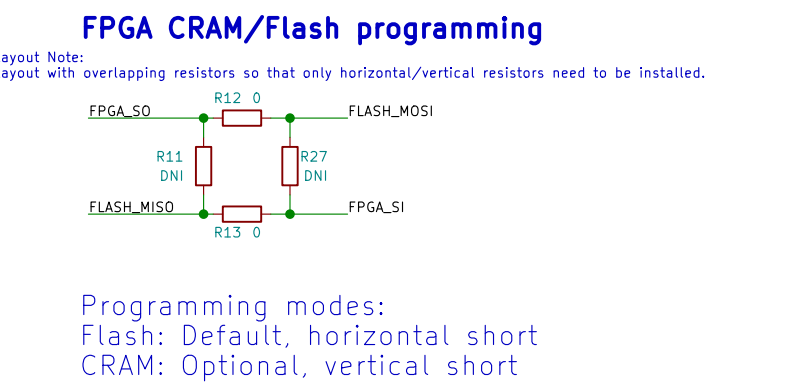 FPGA CRAM/Flash programming
ayout Note:
ayout with overlapping resistors so that only horizontal/vertical resistors need to be installed.
R12 0
FPGA_SO
FLASH_MOSI
R11
DNI
R27
DNI
FLASH_MISO
FPGA_SI
R13 0
Programming modes:
Flash: Default, horizontal short
CRAM: Optional, vertical short